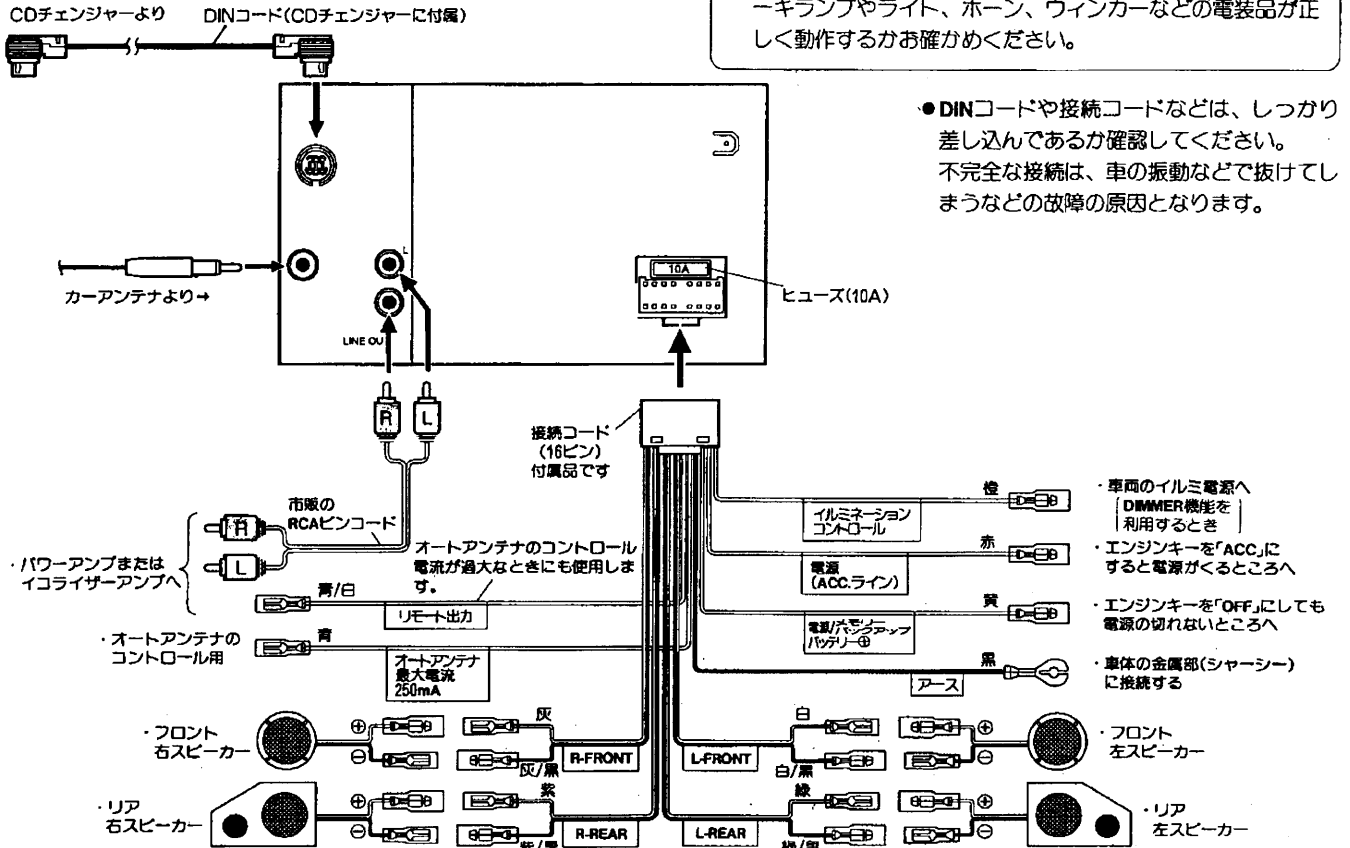 ーキランプやライト、ホーン、ウィンカーなどの電装品が正
しく動作するかお確かめください。
CDチェンジャーより
DINコード(CDチェンジャーに付属)
●DINコードや接続コードなどは、しっかり
差し込んであるか確認してください。
不完全な接続は、車の振動などで抜けてし
まうなどの故障の原因となります。
カーアンテナより→
L
LINE OU
10A
ヒューズ(10A)
R
L
接続コード
(16ピン)
付属品です
市販の
RCAピンコード
R
L
・パワーアンプまたは
イコライザーアンプへ
オートアンテナのコントロール
電流が過大なときにも使用しま
す。
青/白
リモート出力
・オートアンテナの
コントロール用
青
オートアンテナ
最大電流
250mA
橙
イルミネーション
コントロール
・車両のイルミ電源へ
DIMMER機能を
利用するとき
赤
電源
(ACC.ライン)
・エンジンキーを「ACC」に
すると電源がくるところへ
黄
電源/メモリー
バックアップ
バッテリー⊕
・エンジンキーを「OFF」にしても
電源の切れないところへ
黒
アース
・車体の金属部(シャーシー)
に接続する
・フロント
右スピーカー
⊕
⊖
灰
灰/黒
R-FRONT
L-FRONT
白
白/黒
⊕
⊖
・フロント
左スピーカー
・リア
右スピーカー
⊕
⊖
紫
紫/黒
R-REAR
L-REAR
緑
緑/黒
⊕
⊖
・リア
左スピーカー